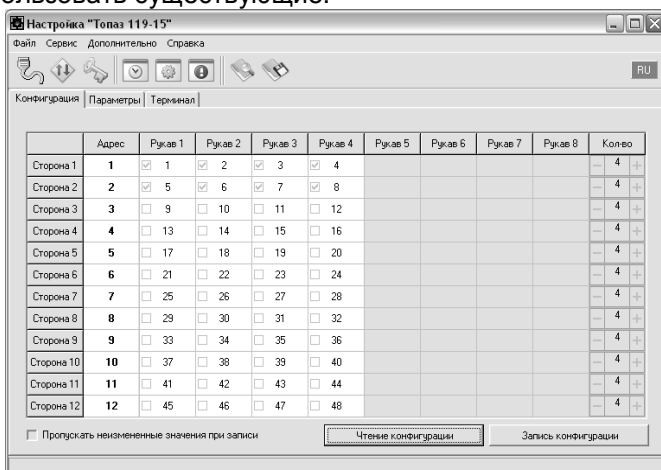 пользовать существующие.
Настройка "Топаз 119-15"
Файл Сервис Дополнительно Справка
RU
Конфигурация Параметры Терминал
Адрес Рукав 1 Рукав 2 Рукав 3 Рукав 4 Рукав 5 Рукав 6 Рукав 7 Рукав 8 Кол-во
Сторона 1 1 1 2 3 4 — 4 +
Сторона 2 2 5 6 7 8 — 4 +
Сторона 3 3 9 10 11 12 — 4 +
Сторона 4 4 13 14 15 16 — 4 +
Сторона 5 5 17 18 19 20 — 4 +
Сторона 6 6 21 22 23 24 — 4 +
Сторона 7 7 25 26 27 28 — 4 +
Сторона 8 8 29 30 31 32 — 4 +
Сторона 9 9 33 34 35 36 — 4 +
Сторона 10 10 37 38 39 40 — 4 +
Сторона 11 11 41 42 43 44 — 4 +
Сторона 12 12 45 46 47 48 — 4 +
Пропускать неизмененные значения при записи Чтение конфигурации Запись конфигурации